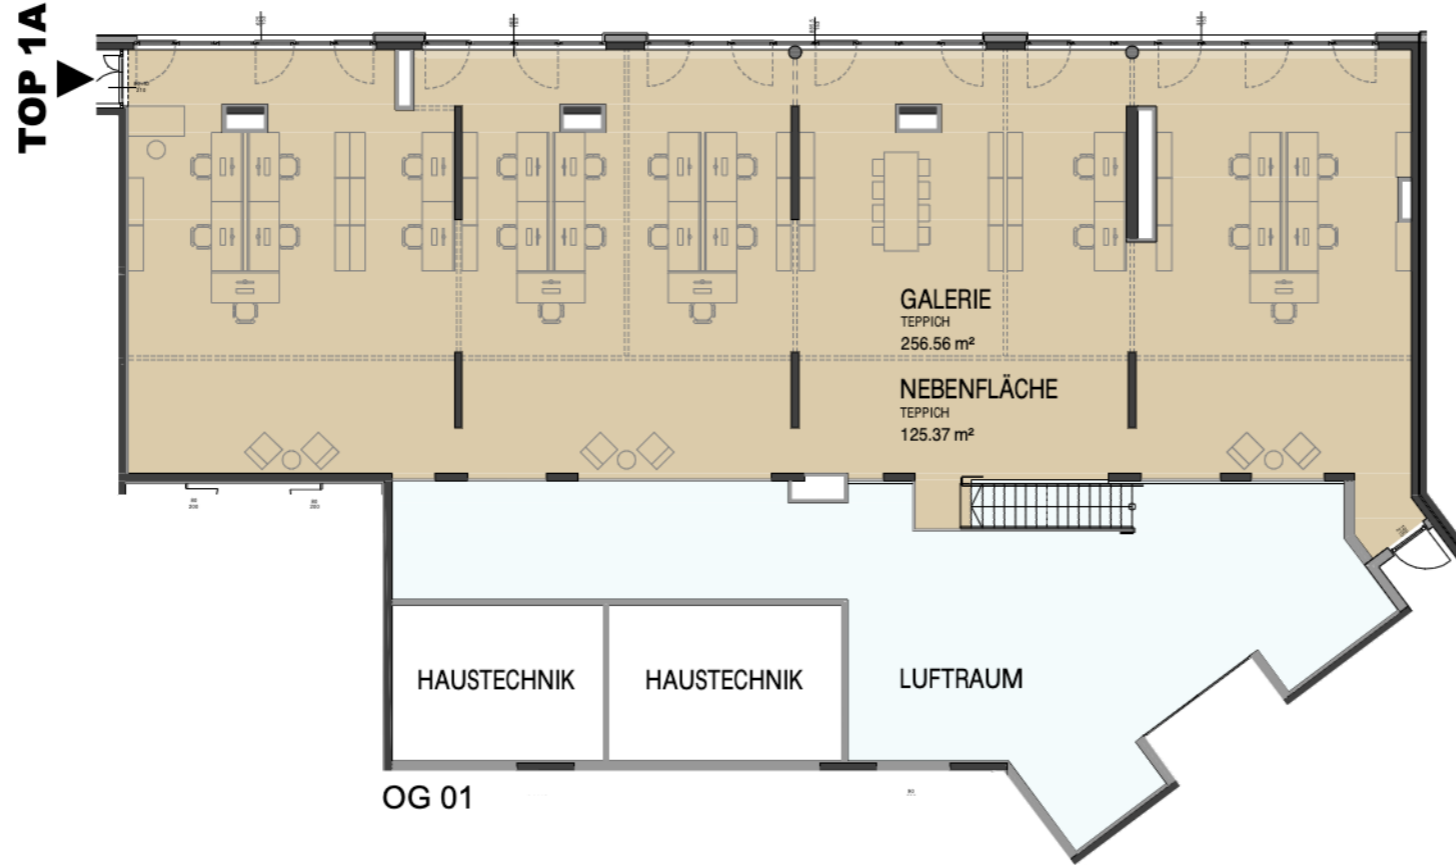 TOP 1A
GALERIE
TEPPICH
256.56 m²
NEBENFLÄCHE
TEPPICH
125.37 m²
HAUSTECHNIK
HAUSTECHNIK
LUFTRAUM
OG 01